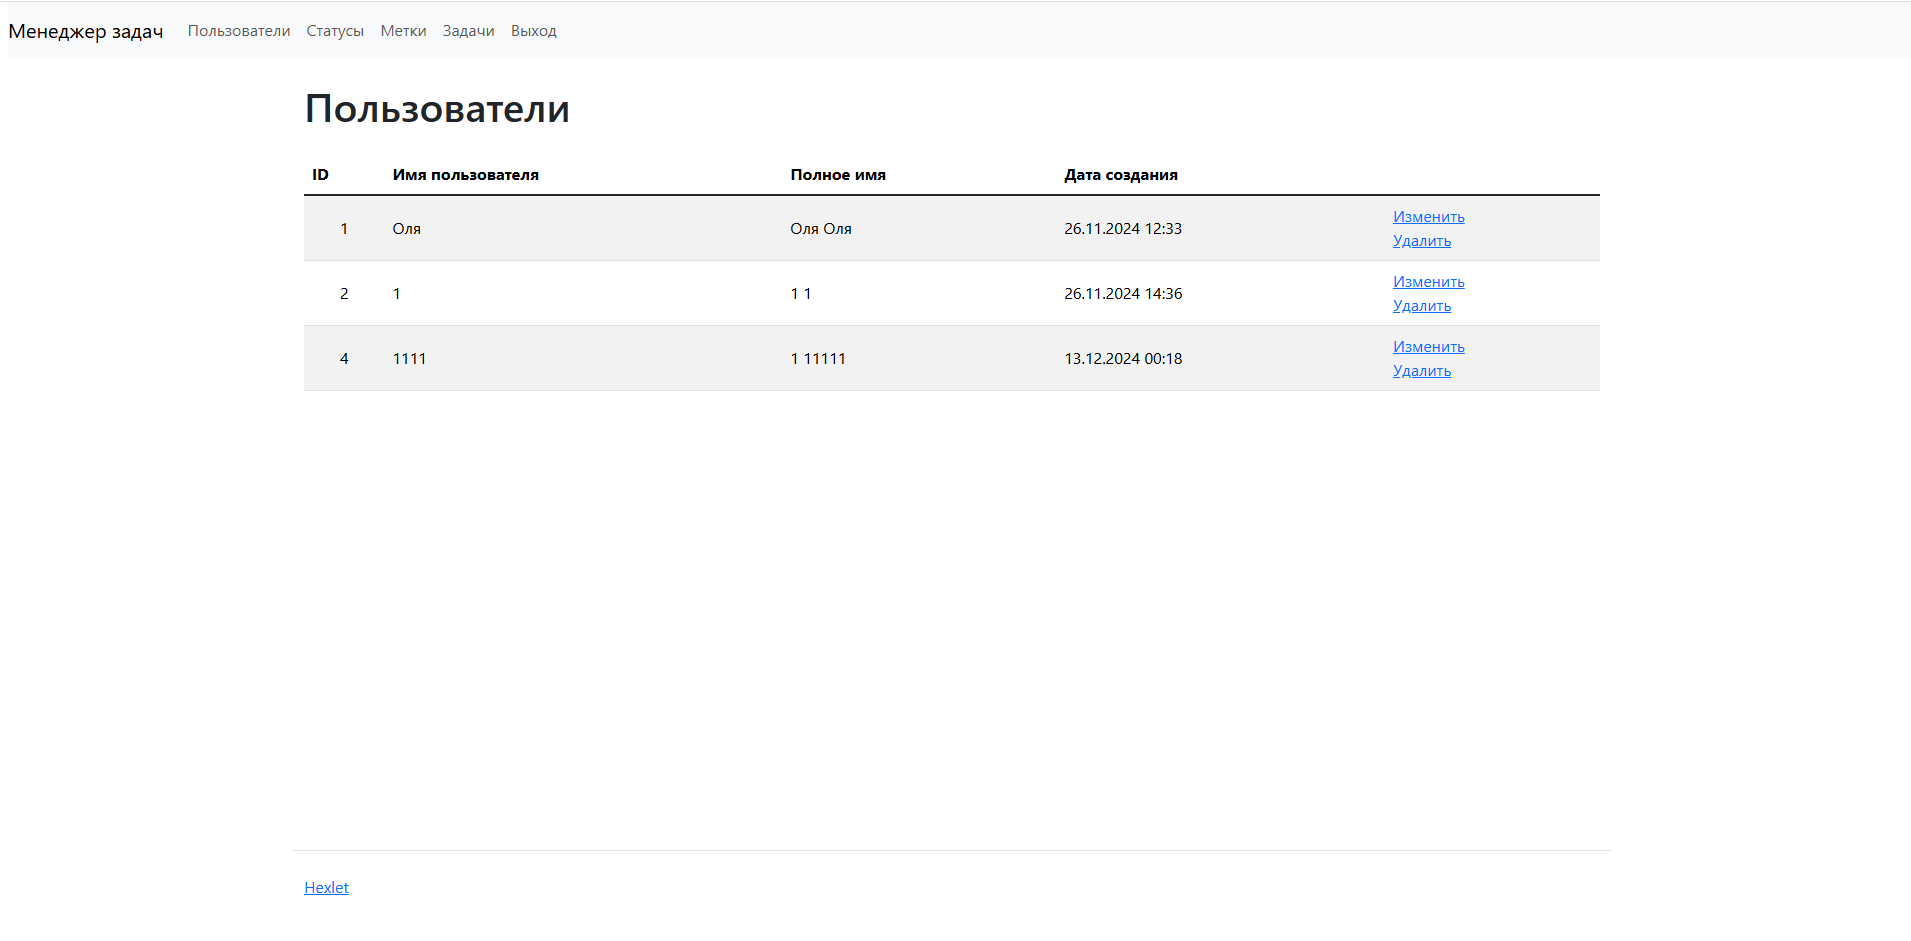 Менеджер задач Пользователи Статусы Метки Задачи Выход
Пользователи
ID Имя пользователя Полное имя Дата создания
1 Оля Оля Оля 26.11.2024 12:33 Изменить
Удалить
2 1 1 1 26.11.2024 14:36 Изменить
Удалить
4 1111 1 11111 13.12.2024 00:18 Изменить
Удалить
Hexlet